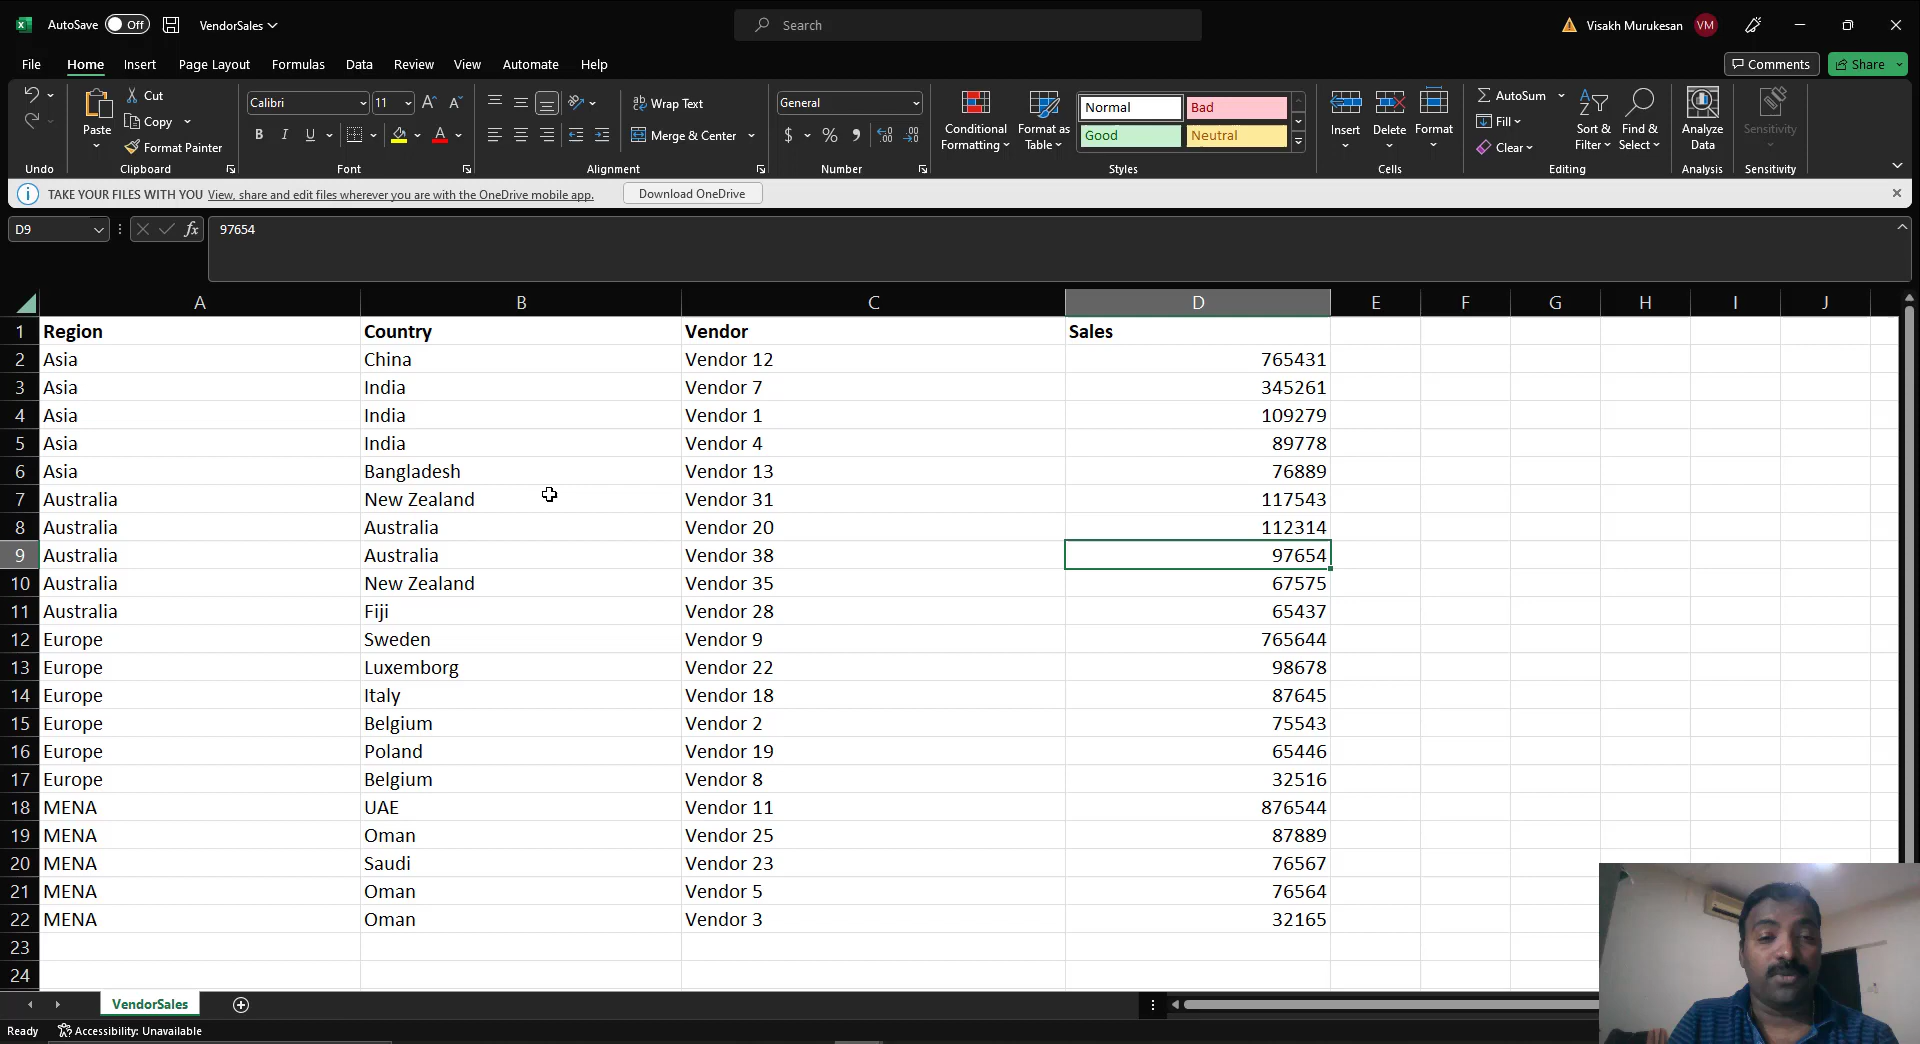 AutoSave Off VendorSales Search Visakh Murukesan VM
File Home Insert Page Layout Formulas Data Review View Automate Help Comments Share
Paste Cut Copy Format Painter
Calibri 11 B I U
Wrap Text Merge & Center
General $ %
Conditional Formatting Format as Table
Normal Bad Good Neutral
Insert Delete Format
AutoSum Fill Clear Sort & Filter Find & Select
Analyze Data Sensitivity
Undo Clipboard Font Alignment Number Styles Cells Editing Analysis Sensitivity
TAKE YOUR FILES WITH YOU View, share and edit files wherever you are with the OneDrive mobile app. Download OneDrive
D9 fx 97654
A B C D E F G H I J
1 Region Country Vendor Sales
2 Asia China Vendor 12 765431
3 Asia India Vendor 7 345261
4 Asia India Vendor 1 109279
5 Asia India Vendor 4 89778
6 Asia Bangladesh Vendor 13 76889
7 Australia New Zealand Vendor 31 117543
8 Australia Australia Vendor 20 112314
9 Australia Australia Vendor 38 97654
10 Australia New Zealand Vendor 35 67575
11 Australia Fiji Vendor 28 65437
12 Europe Sweden Vendor 9 765644
13 Europe Luxemborg Vendor 22 98678
14 Europe Italy Vendor 18 87645
15 Europe Belgium Vendor 2 75543
16 Europe Poland Vendor 19 65446
17 Europe Belgium Vendor 8 32516
18 MENA UAE Vendor 11 876544
19 MENA Oman Vendor 25 87889
20 MENA Saudi Vendor 23 76567
21 MENA Oman Vendor 5 76564
22 MENA Oman Vendor 3 32165
23
24
VendorSales
Ready Accessibility: Unavailable